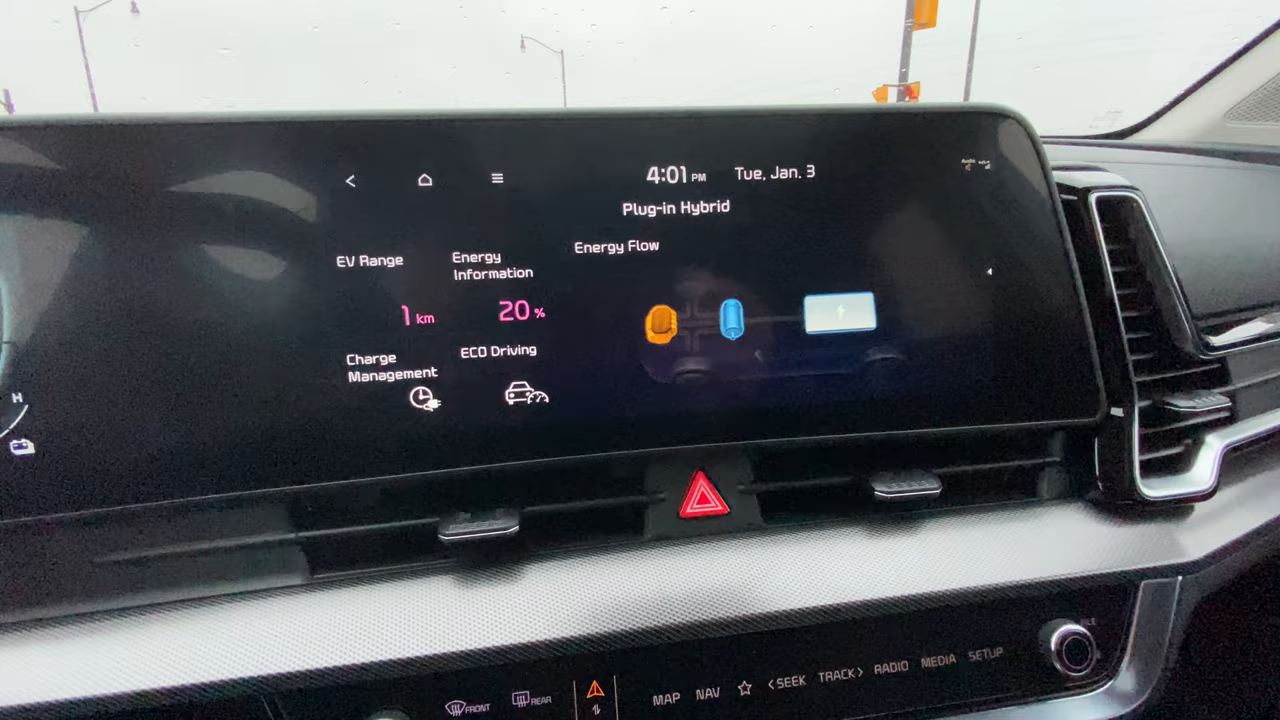 4:01 PM Tue, Jan. 3
Plug-in Hybrid
EV Range
1 km
Energy
Information
20 %
Energy Flow
Charge
Management
ECO Driving
H
FRONT
REAR
MAP NAV ☆ <SEEK TRACK> RADIO MEDIA SETUP